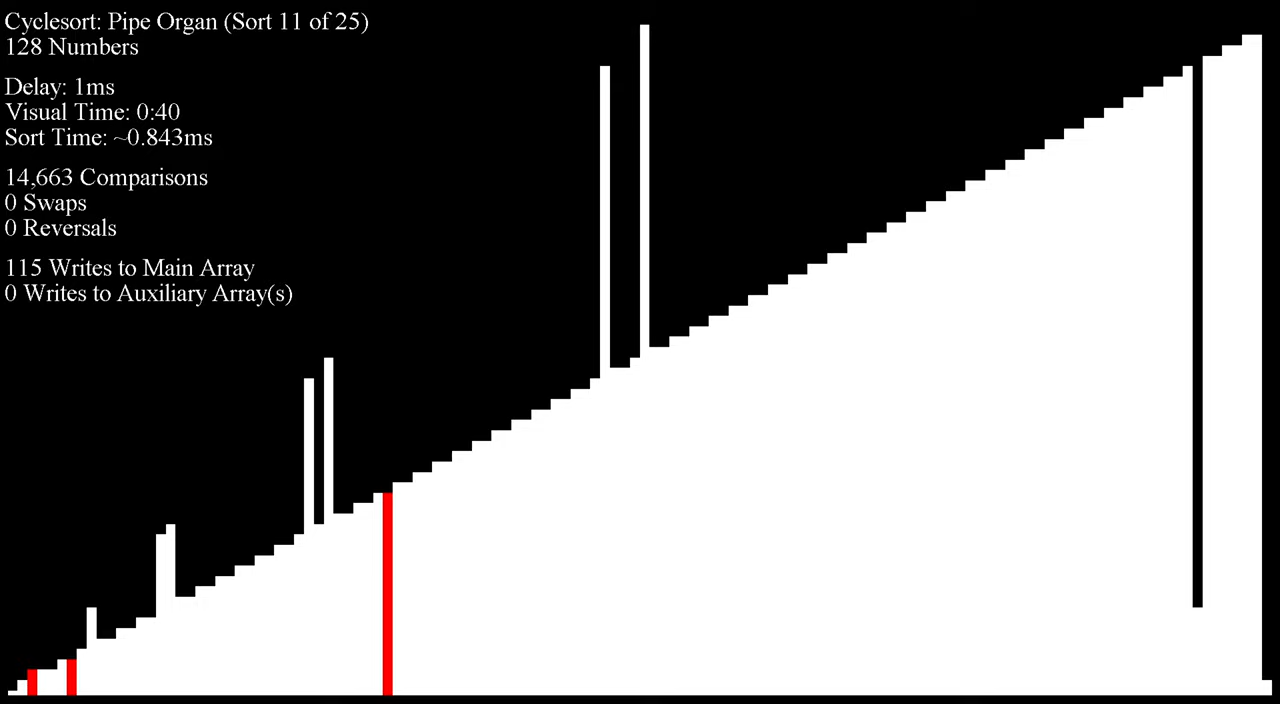 Cyclesort: Pipe Organ (Sort 11 of 25)
128 Numbers
Delay: 1ms
Visual Time: 0:40
Sort Time: ~0.843ms
14,663 Comparisons
0 Swaps
0 Reversals
115 Writes to Main Array
0 Writes to Auxiliary Array(s)